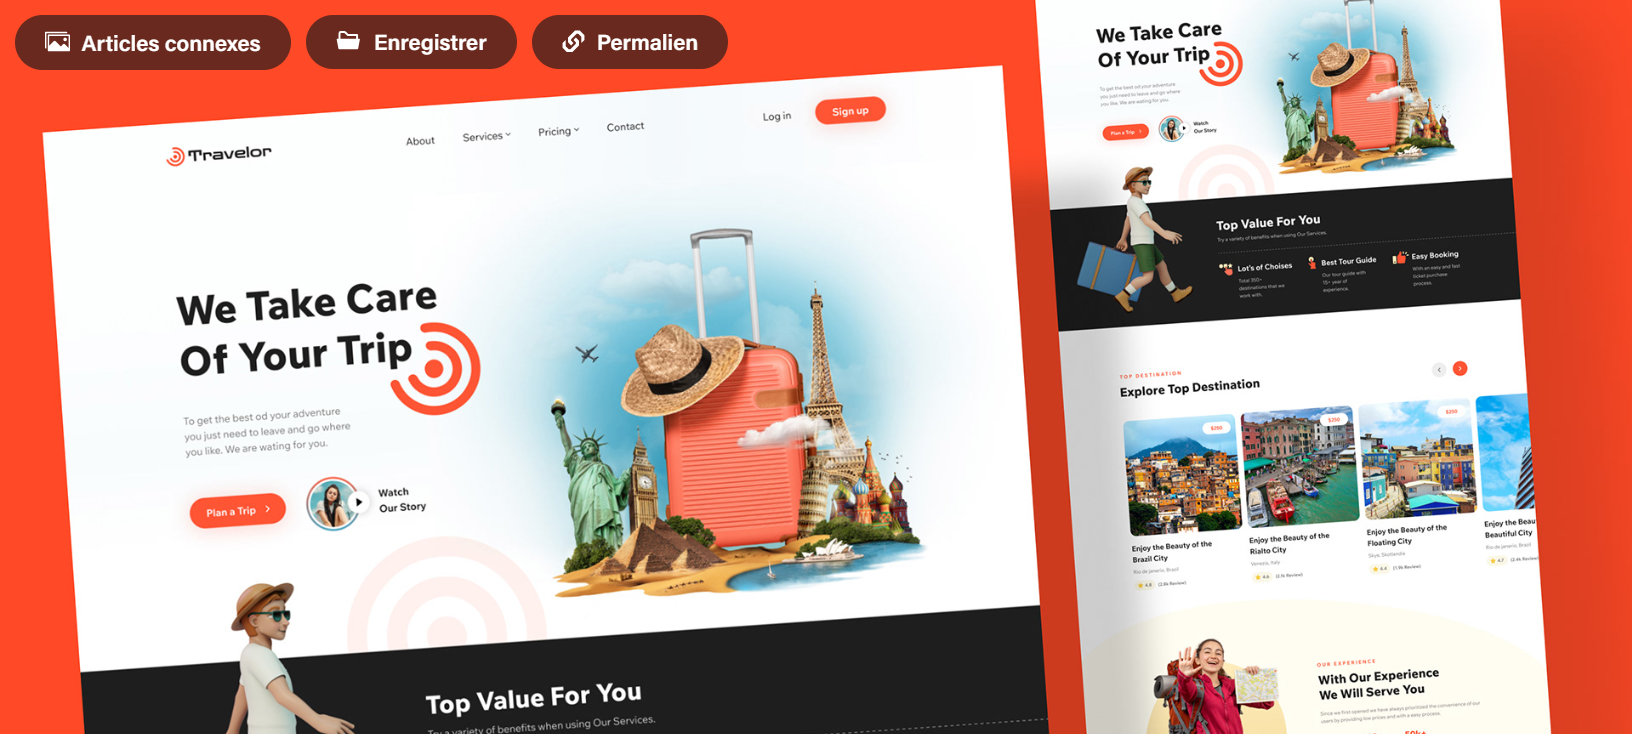 Articles connexes
Enregistrer
Permalien
Travelor
About
Services
Pricing
Contact
Log in
Sign up
We Take Care
Of Your Trip
To get the best od your adventure
you just need to leave and go where
you like. We are wating for you.
Plan a Trip
Watch
Our Story
Top Value For You
Try a variety of benefits when using Our Services.
We Take Care
Of Your Trip
To get the best od your adventure
you just need to leave and go where
you like. We are wating for you.
Plan a Trip
Watch
Our Story
Top Value For You
Try a variety of benefits when using Our Services.
Lot's of Choises
Total 350+
destinations that we
work with.
Best Tour Guide
Our tour guide with
15+ year of
experience.
Easy Booking
With an easy and fast
ticket purchase
process.
TOP DESTINATION
Explore Top Destination
$250
$250
$250
Enjoy the Beauty of the
Brazil City
Rio de janerio, Brazil
4.8 (2.8k Review)
Enjoy the Beauty of the
Rialto City
Venezia, Italy
4.6 (2.1k Review)
Enjoy the Beauty of the
Floating City
Skye, Skotlandia
4.4 (1.9k Review)
Enjoy the Beau
Beautiful City
Rio de janerio, Brazil
4.7
OUR EXPERIENCE
With Our Experience
We Will Serve You
Since we first opened we have always prioritized the convenience of our
users by providing low prices and with a easy process.
50k+